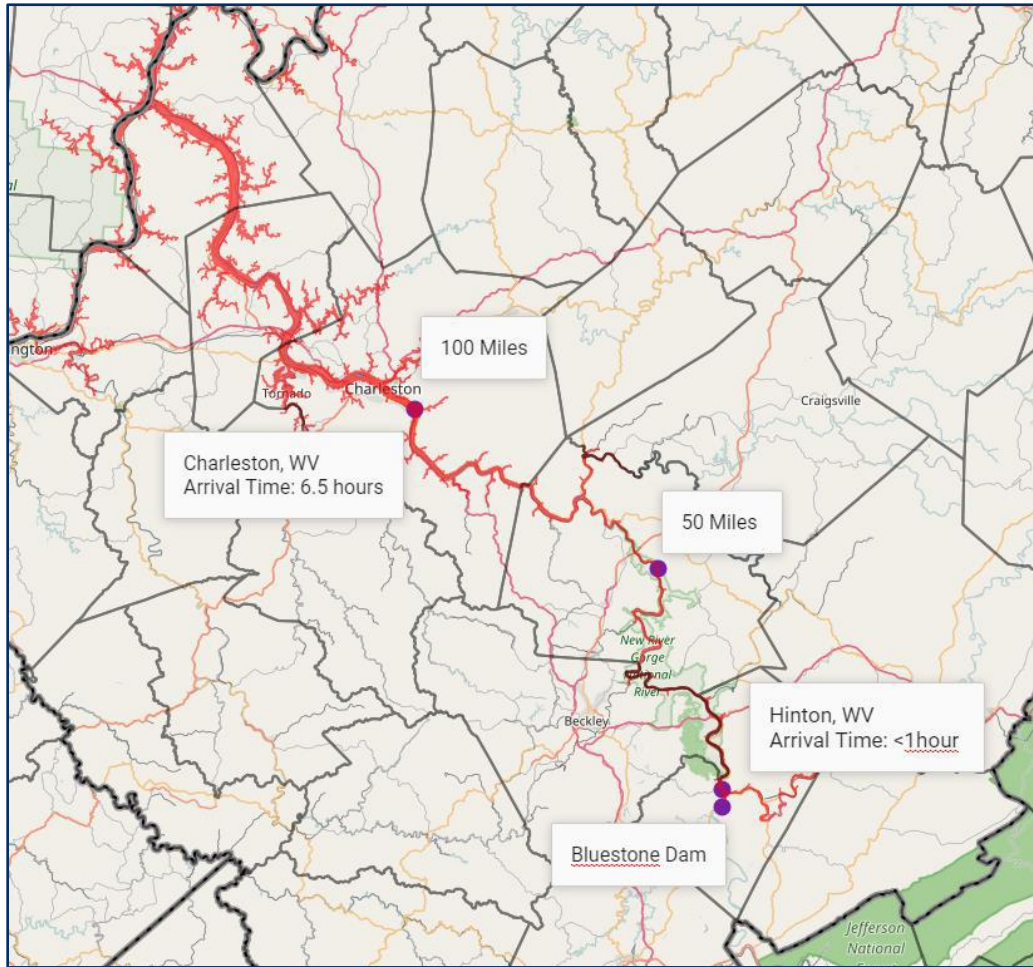 al
ngton
Tornado
Charleston
100 Miles
Craigsville
Charleston, WV
Arrival Time: 6.5 hours
50 Miles
New River
Gorge
National
River
Beckley
Hinton, WV
Arrival Time: <1hour
Bluestone Dam
Jefferson
National